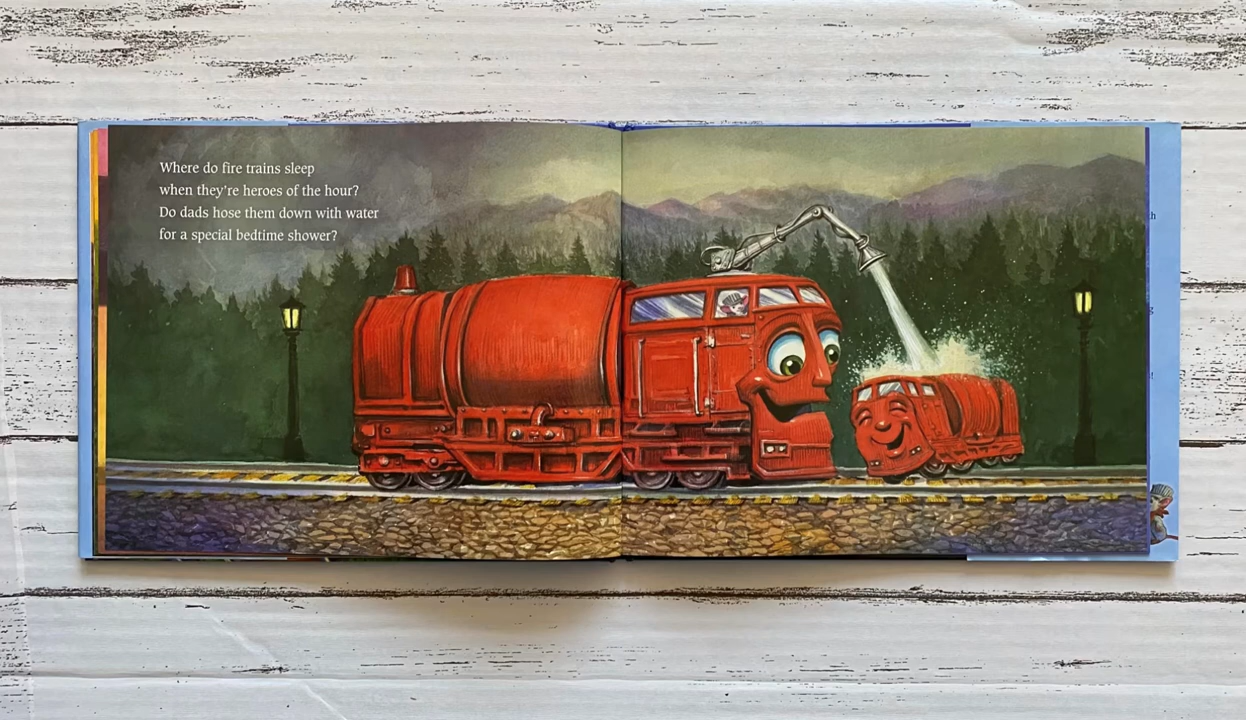 Where do fire trains sleep
when they're heroes of the hour?
Do dads hose them down with water
for a special bedtime shower?